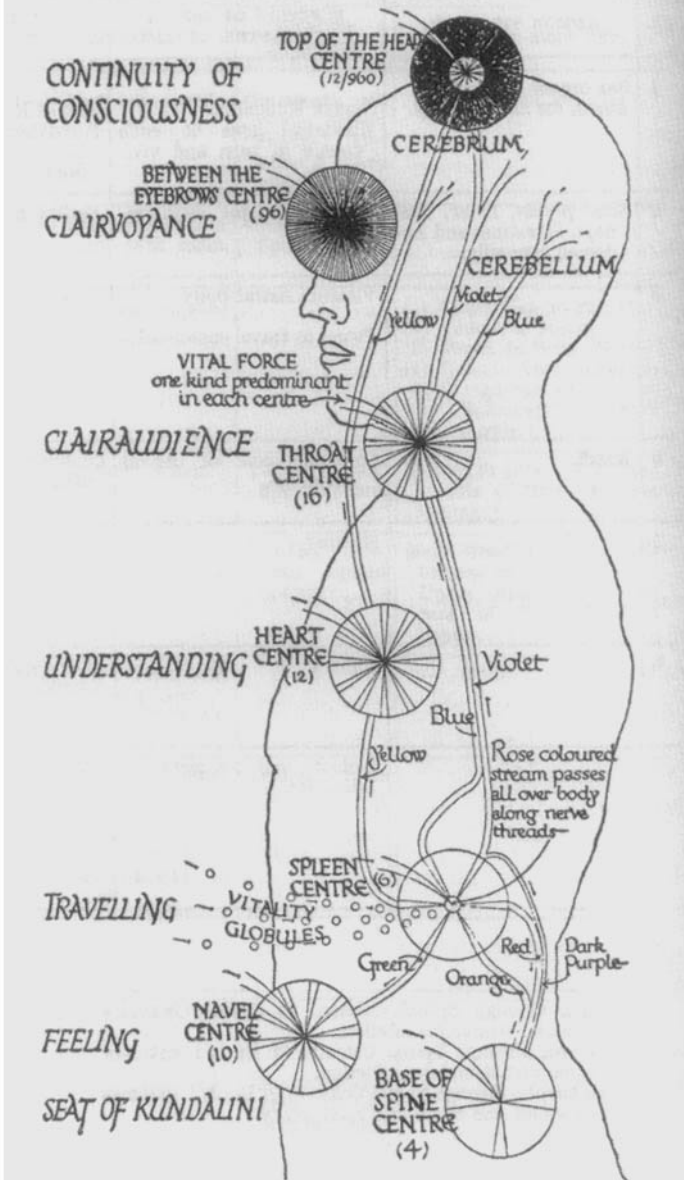 TOP OF THE HEAD
CENTRE
(12/960)
CONTINUITY OF
CONSCIOUSNESS
CEREBRUM
BETWEEN THE
EYEBROWS CENTRE
(96)
CLAIRVOYANCE
CEREBELLUM
Yellow
Violet
Blue
VITAL FORCE
one kind predominant
in each centre
CLAIRAUDIENCE
THROAT
CENTRE
(16)
HEART
CENTRE
(12)
UNDERSTANDING
Violet
Blue
Yellow
Rose coloured
stream passes
all over body
along nerve
threads
SPLEEN
CENTRE (6)
TRAVELLING
VITALITY
GLOBULES
Green
Orange
Red
Dark
Purple
NAVEL
CENTRE
(10)
FEELING
SEAT OF KUNDALINI
BASE OF
SPINE
CENTRE
(4)